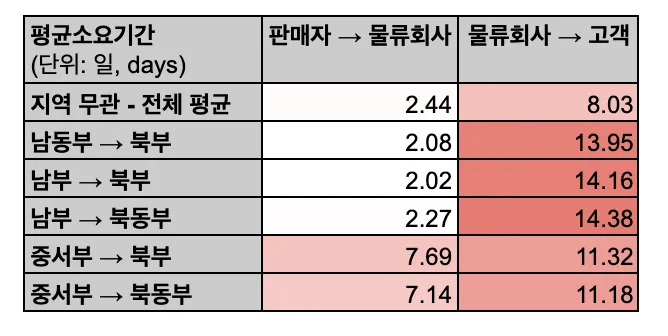 평균소요기간 판매자 → 물류회사 물류회사 → 고객
(단위: 일, days)
지역 무관 - 전체 평균 2.44 8.03
남동부 → 북부 2.08 13.95
남부 → 북부 2.02 14.16
남부 → 북동부 2.27 14.38
중서부 → 북부 7.69 11.32
중서부 → 북동부 7.14 11.18